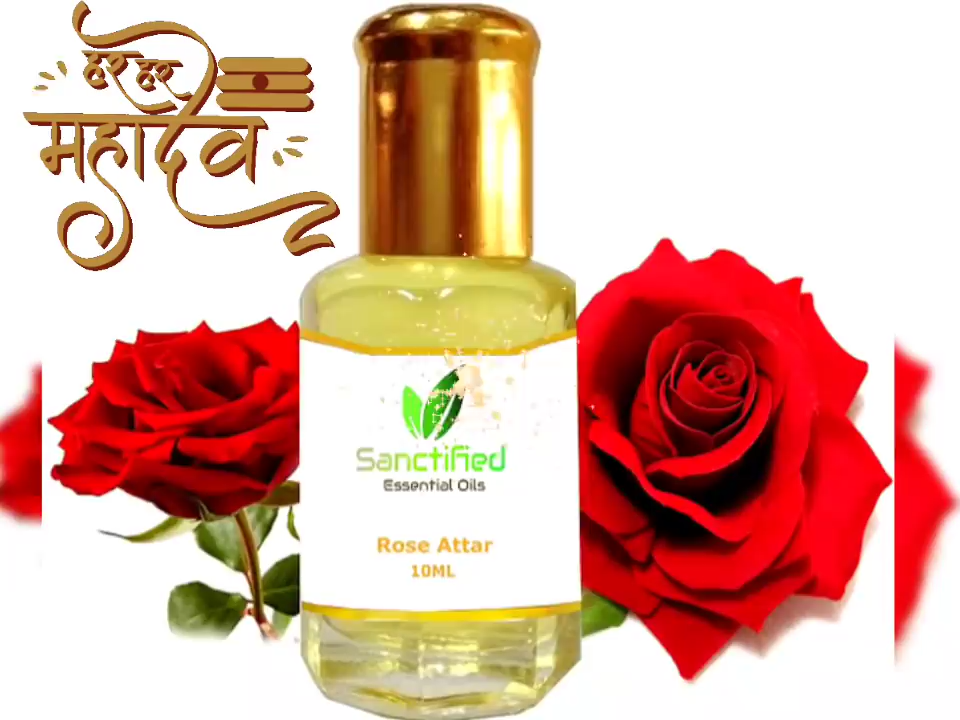 हर हर
महादेव
Sanctified
Essential Oils
Rose Attar
10ML